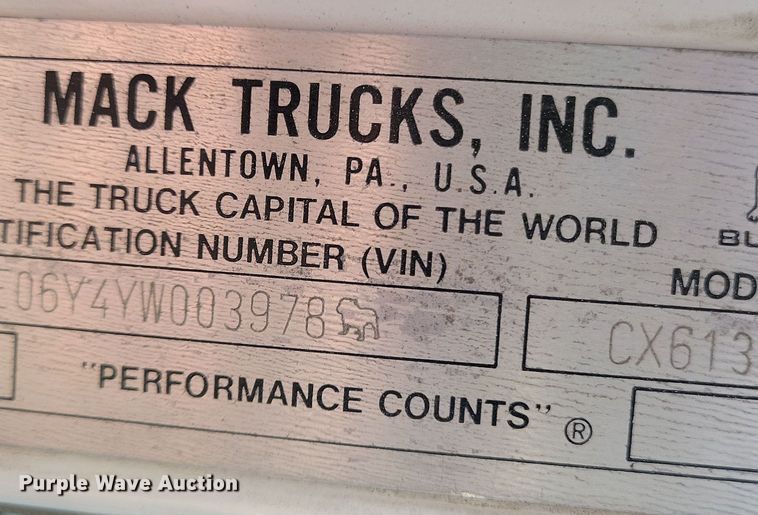 MACK TRUCKS, INC.
ALLENTOWN, PA., U.S.A.
THE TRUCK CAPITAL OF THE WORLD
BU
TIFICATION NUMBER (VIN)
MOD
06Y4YW003978
CX613
"PERFORMANCE COUNTS" ®
Purple Wave Auction